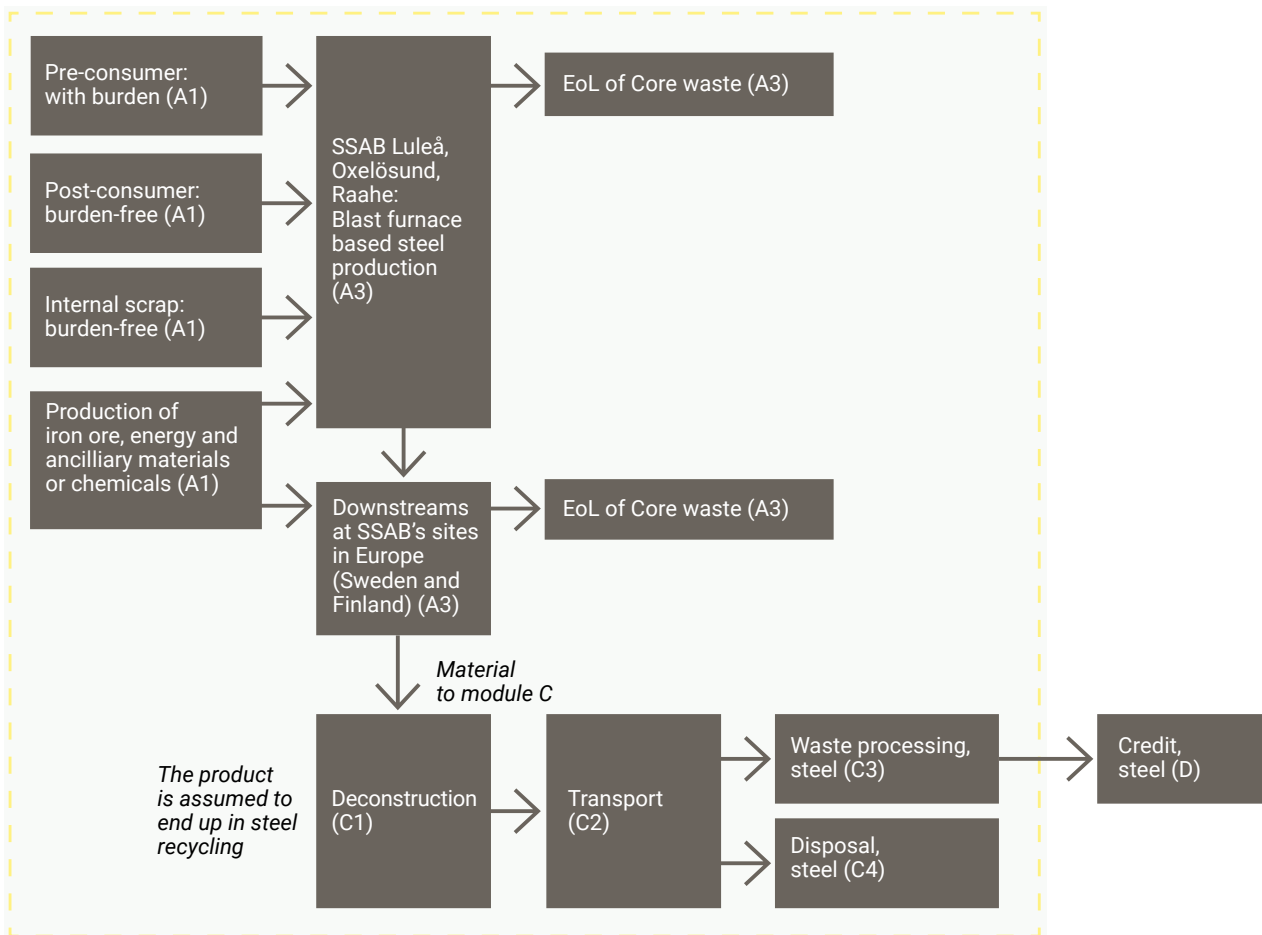 Pre-consumer:
with burden (A1)
Post-consumer:
burden-free (A1)
Internal scrap:
burden-free (A1)
Production of
iron ore, energy and
ancilliary materials
or chemicals (A1)
SSAB Luleå,
Oxelösund,
Raahe:
Blast furnace
based steel
production
(A3)
EoL of Core waste (A3)
Downstreams
at SSAB's sites
in Europe
(Sweden and
Finland) (A3)
EoL of Core waste (A3)
Material
to module C
The product
is assumed to
end up in steel
recycling
Deconstruction
(C1)
Transport
(C2)
Waste processing,
steel (C3)
Disposal,
steel (C4)
Credit,
steel (D)